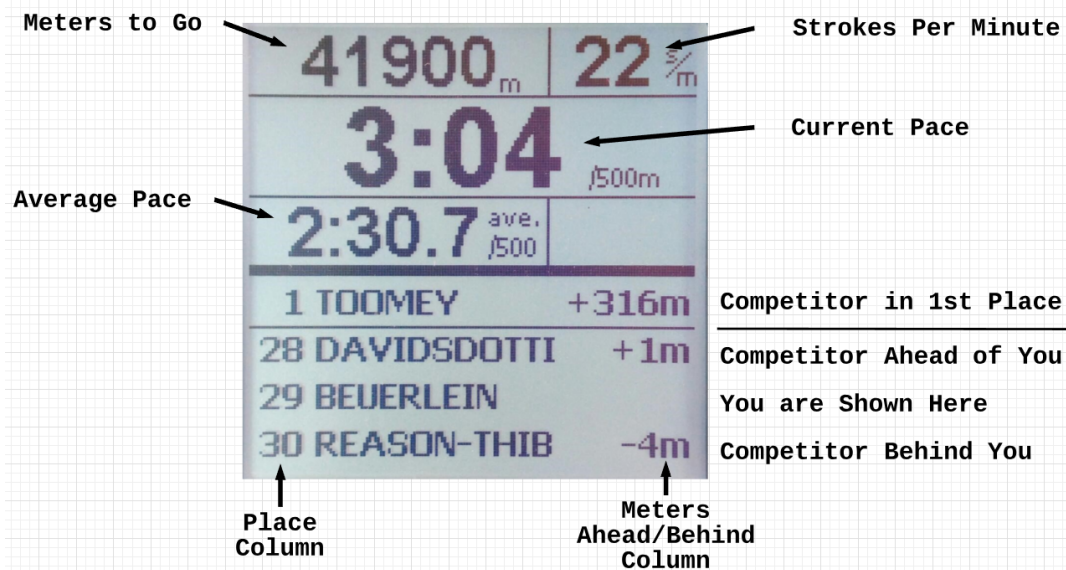 Meters to Go
41900m
22 s/m
Strokes Per Minute
3:04 /500m
Current Pace
Average Pace
2:30.7 ave. /500
1 TOOMEY +316m
Competitor in 1st Place
28 DAVIDSDOTTI +1m
Competitor Ahead of You
29 BEUERLEIN
You are Shown Here
30 REASON-THIB -4m
Competitor Behind You
Place
Column
Meters
Ahead/Behind
Column